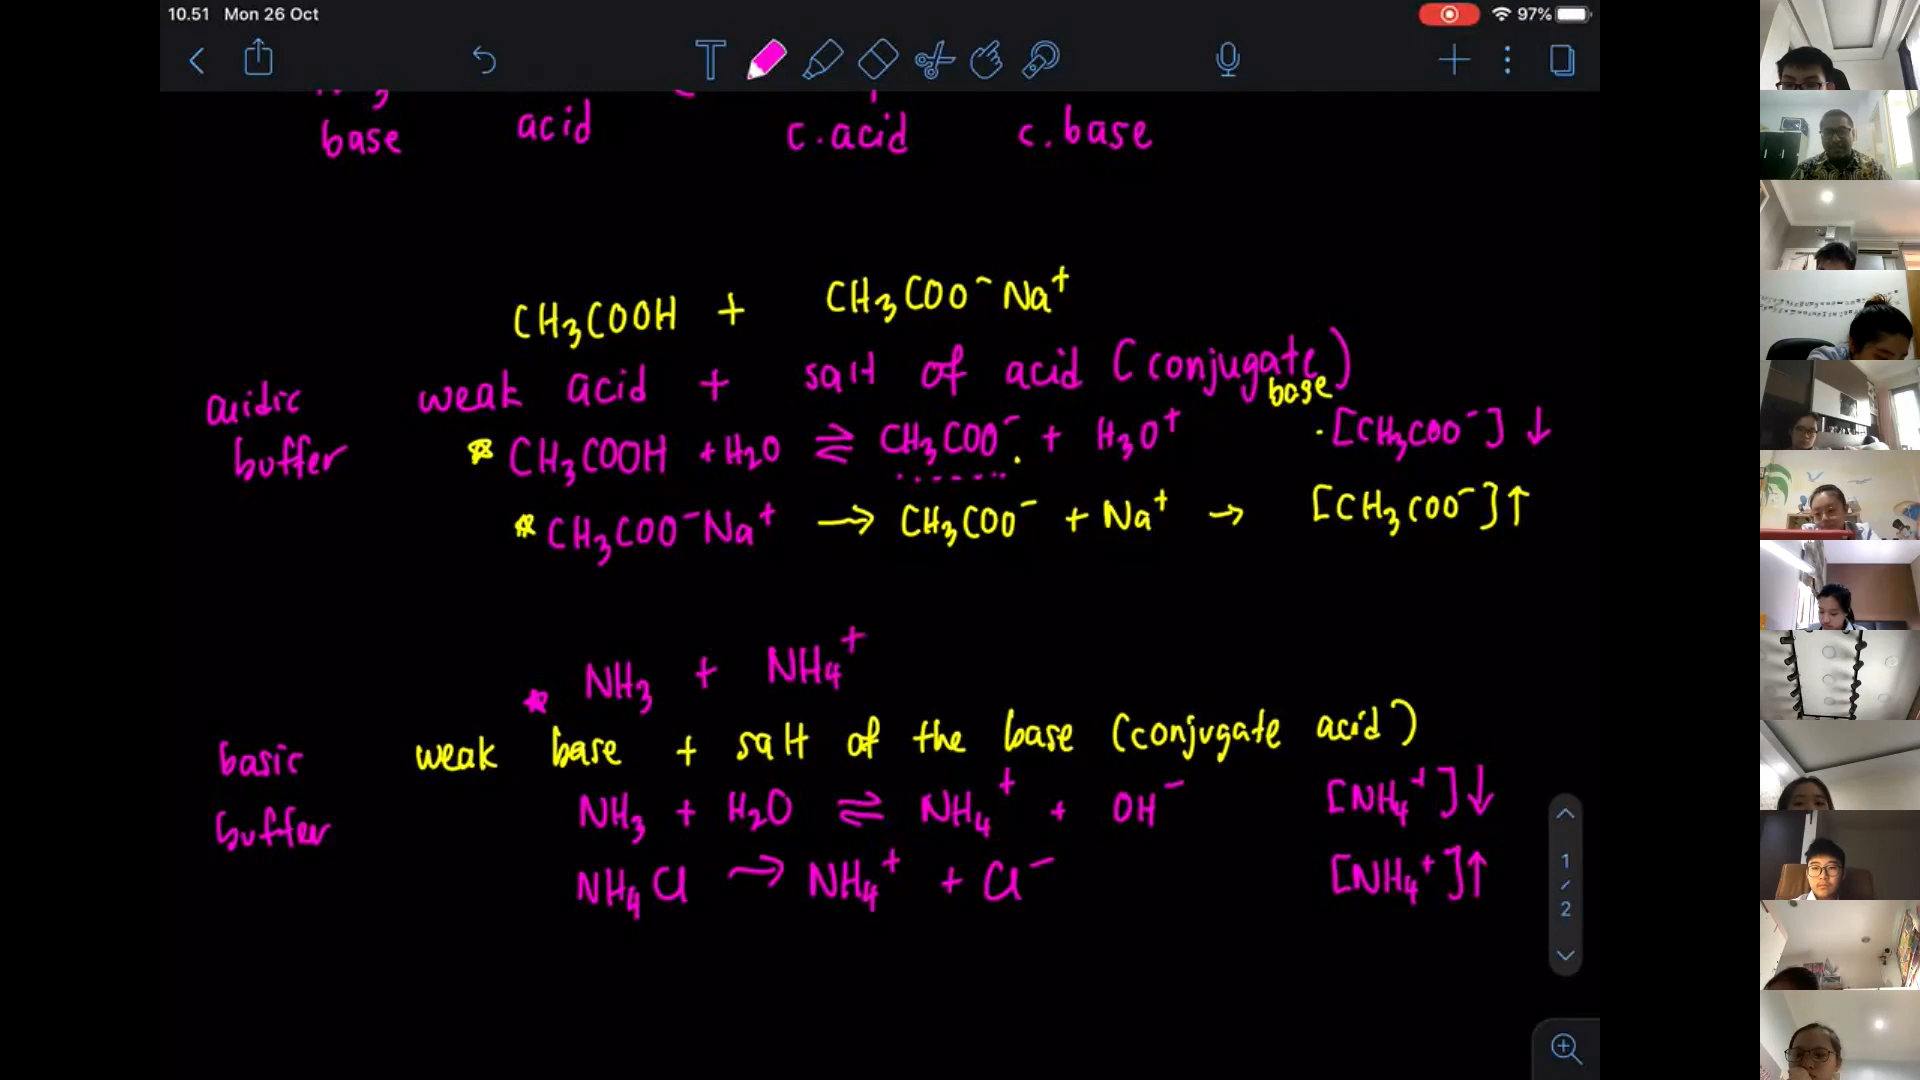 10.51 Mon 26 Oct
97%
base acid c.acid c.base
CH₃COOH + CH₃COO⁻Na⁺
weak acid + salt of acid (conjugate)
base
acidic
buffer
CH₃COOH + H₂O ⇌ CH₃COO⁻ + H₃O⁺ [CH₃COO⁻] ↓
CH₃COO⁻Na⁺ → CH₃COO⁻ + Na⁺ → [CH₃COO⁻] ↑
NH₃ + NH₄⁺
weak base + salt of the base (conjugate acid)
basic
buffer
NH₃ + H₂O ⇌ NH₄⁺ + OH⁻ [NH₄⁺] ↓
NH₄Cl → NH₄⁺ + Cl⁻ [NH₄⁺] ↑
1
/
2